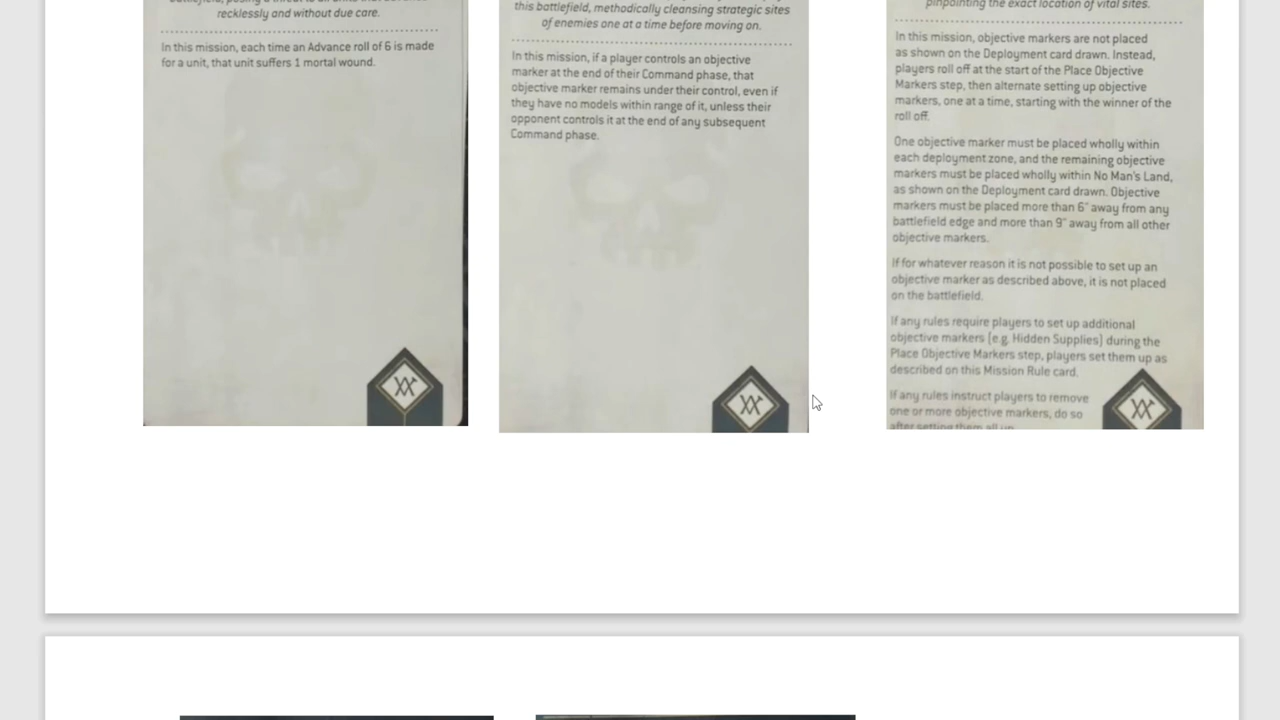 recklessly and without due care.
In this mission, each time an Advance roll of 6 is made
for a unit, that unit suffers 1 mortal wound.
this battlefield, methodically cleansing strategic sites
of enemies one at a time before moving on.
In this mission, if a player controls an objective
marker at the end of their Command phase, that
objective marker remains under their control, even if
they have no models within range of it, unless their
opponent controls it at the end of any subsequent
Command phase.
pinpointing the exact location of vital sites.
In this mission, objective markers are not placed
as shown on the Deployment card drawn. Instead,
players roll off at the start of the Place Objective
Markers step, then alternate setting up objective
markers, one at a time, starting with the winner of the
roll off.
One objective marker must be placed wholly within
each deployment zone, and the remaining objective
markers must be placed wholly within No Man's Land,
as shown on the Deployment card drawn. Objective
markers must be placed more than 6" away from any
battlefield edge and more than 9" away from all other
objective markers.
If for whatever reason it is not possible to set up an
objective marker as described above, it is not placed
on the battlefield.
If any rules require players to set up additional
objective markers (e.g. Hidden Supplies) during the
Place Objective Markers step, players set them up as
described on this Mission Rule card.
If any rules instruct players to remove
one or more objective markers, do so
after setting them all up.